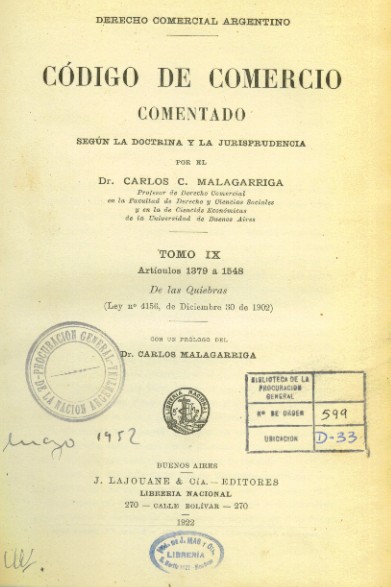 DERECHO COMERCIAL ARGENTINO
CÓDIGO DE COMERCIO
COMENTADO
SEGÚN LA DOCTRINA Y LA JURISPRUDENCIA
POR EL
Dr. CARLOS C. MALAGARRIGA
Profesor de Derecho Comercial
en la Facultad de Derecho y Ciencias Sociales
y en la de Ciencias Económicas
de la Universidad de Buenos Aires
TOMO IX
Artículos 1379 a 1548
De las Quiebras
(Ley nº 4156, de Diciembre 30 de 1902)
CON UN PRÓLOGO DEL
Dr. CARLOS MALAGARRIGA
PROCURACION GENERAL
DE LA NACION ARGENTINA
LIBRERIA NACIONAL
BIBLIOTECA DE LA
PROCURACION
GENERAL
Nº DE ORDEN 599
UBICACION D-33
mayo 1952
BUENOS AIRES
J. LAJOUANE & Cía.—EDITORES
LIBRERIA NACIONAL
270 — CALLE BOLÍVAR — 270
1922
LIBRERIA